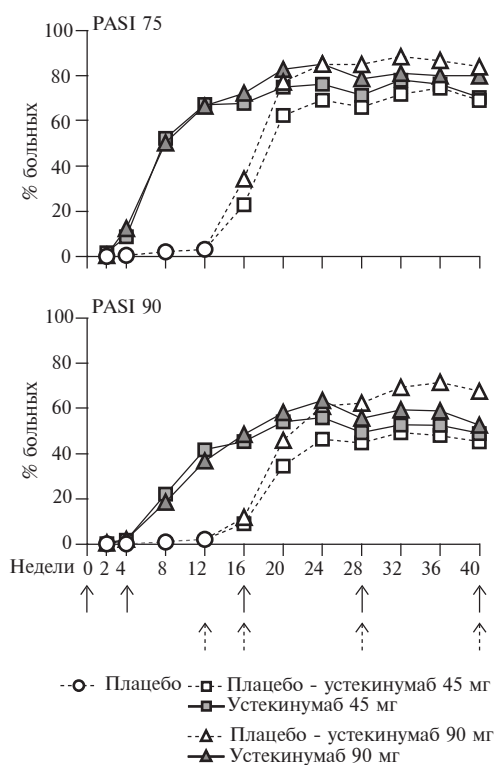 PASI 75
100
80
60
40
20
0
% больных
PASI 90
100
80
60
40
20
0
% больных
Недели 0 2 4 8 12 16 20 24 28 32 36 40
Плацебо
Плацебо - устекинумаб 45 мг
Устекинумаб 45 мг
Плацебо - устекинумаб 90 мг
Устекинумаб 90 мг